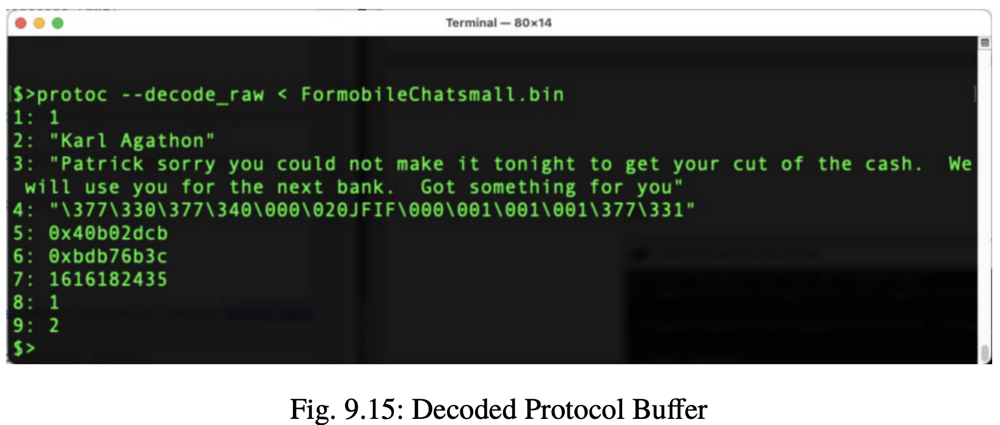 Terminal — 80×14
$>protoc --decode_raw < FormobileChatsmall.bin
1: 1
2: "Karl Agathon"
3: "Patrick sorry you could not make it tonight to get your cut of the cash.  We
 will use you for the next bank.  Got something for you"
4: "\377\330\377\340\000\020JFIF\000\001\001\001\377\331"
5: 0x40b02dcb
6: 0xbdb76b3c
7: 1616182435
8: 1
9: 2
$>
Fig. 9.15: Decoded Protocol Buffer